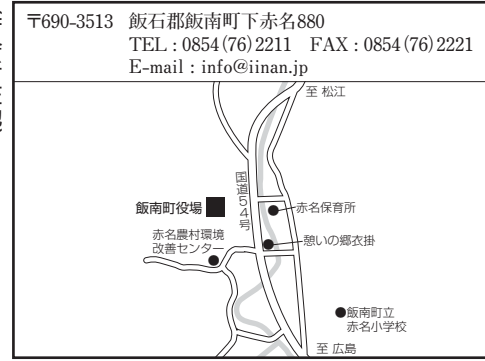 〒690-3513 飯石郡飯南町下赤名880
TEL：0854(76)2211 FAX：0854(76)2221
E-mail：info@iinan.jp
至 松江
国道54号
飯南町役場
赤名保育所
赤名農村環境
改善センター
憩いの郷衣掛
飯南町立
赤名小学校
至 広島